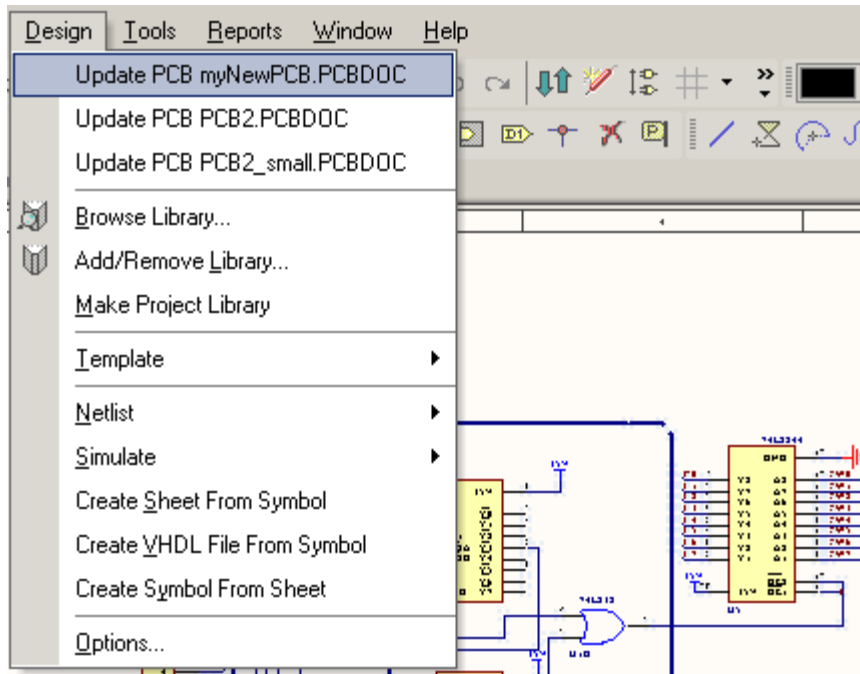 Design Tools Reports Window Help
Update PCB myNewPCB.PCBDOC
Update PCB PCB2.PCBDOC
Update PCB PCB2_small.PCBDOC
D1
P
Browse Library...
4
Add/Remove Library...
Make Project Library
Template
Netlist
Simulate
Create Sheet From Symbol
Create VHDL File From Symbol
Create Symbol From Sheet
Options...